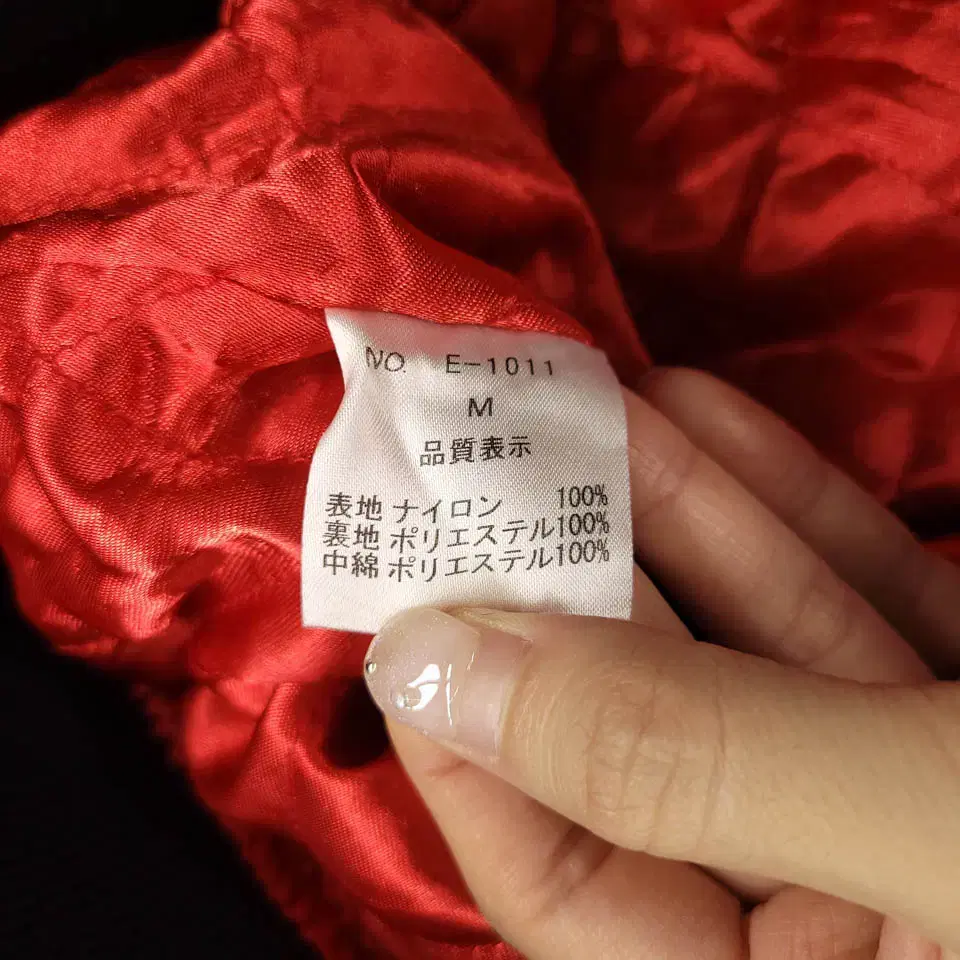 NO. E-1011
M
品質表示
表地 ナイロン 100%
裏地 ポリエステル100%
中綿 ポリエステル100%